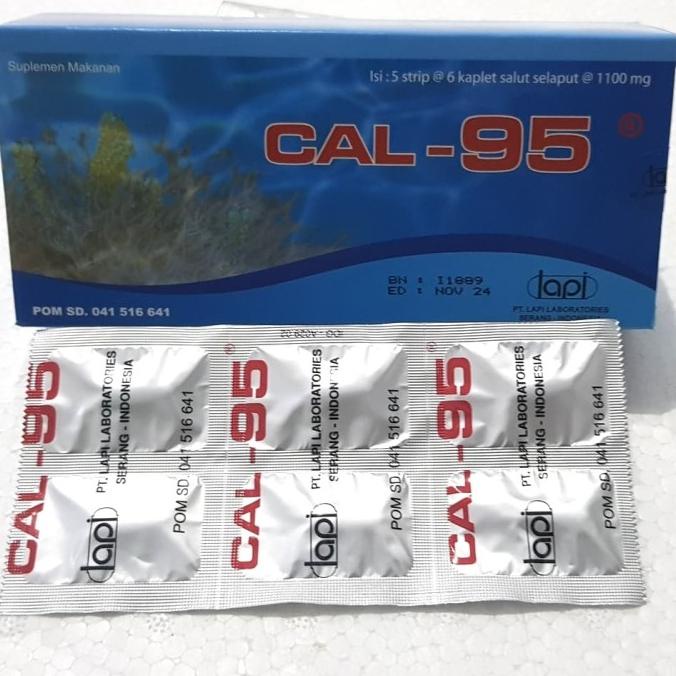 Suplemen Makanan
Isi : 5 strip @ 6 kaplet salut selaput @ 1100 mg
CAL-95 ®
BN : I1889
ED : NOV 24
lapi
PT. LAPI LABORATORIES
SERANG - INDONESIA
POM SD. 041 516 641
CAL-95 ®
lapi
PT. LAPI LABORATORIES
SERANG - INDONESIA
POM SD. 041 516 641
CAL-95 ®
lapi
PT. LAPI LABORATORIES
SERANG - INDONESIA
POM SD. 041 516 641
CAL-95
lapi
PT. LAPI LABORATORIES
SERANG - INDONESIA
POM SD. 041 516 641